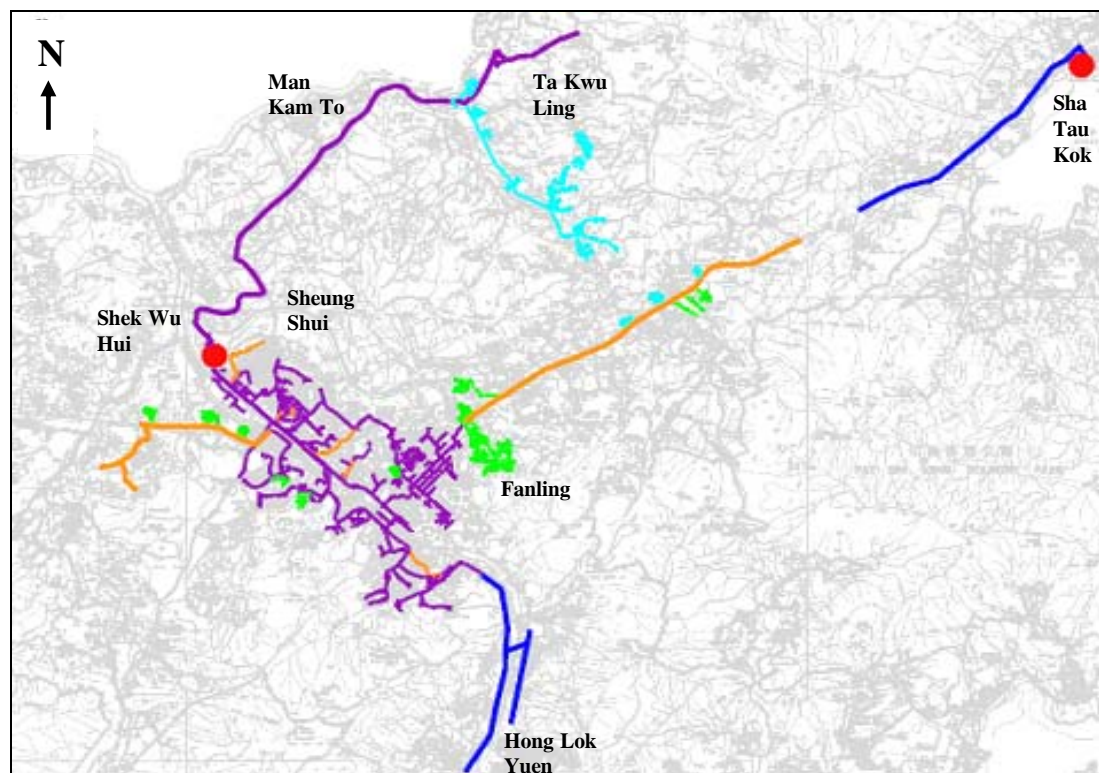 N
Man
Kam To
Ta Kwu
Ling
Sha
Tau
Kok
Sheung
Shui
Shek Wu
Hui
Fanling
Hong Lok
Yuen